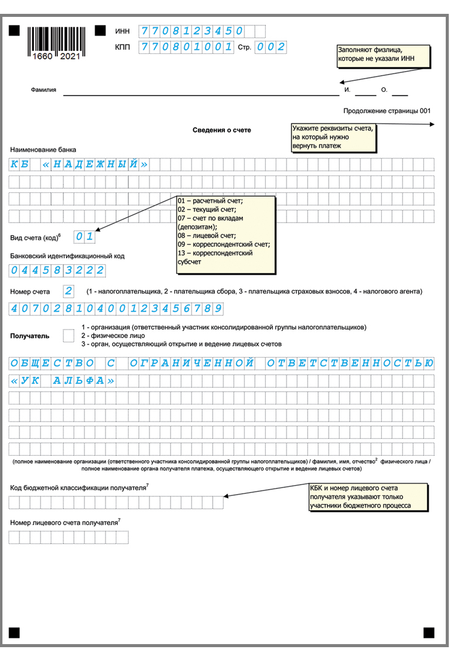 ИНН 7708123450
КПП 770801001 Стр. 002
1660 2021
Заполняют физлица,
которые не указали ИНН
Фамилия И. О.
Продолжение страницы 001
Сведения о счете
Укажите реквизиты счета,
на который нужно
вернуть платеж
Наименование банка
КБ «НАДЕЖНЫЙ»
01 – расчетный счет;
02 – текущий счет;
07 – счет по вкладам
(депозитам);
08 – лицевой счет;
09 – корреспондентский счет;
13 – корреспондентский
субсчет
Вид счета (код)⁶ 01
Банковский идентификационный код
044583222
Номер счета 2 (1 - налогоплательщика, 2 - плательщика сбора, 3 - плательщика страховых взносов, 4 - налогового агента)
40702810400123456789
Получатель
1 - организация (ответственный участник консолидированной группы налогоплательщиков)
2 - физическое лицо
3 - орган, осуществляющий открытие и ведение лицевых счетов
ОБЩЕСТВО С ОГРАНИЧЕННОЙ ОТВЕТСТВЕННОСТЬЮ
«УК АЛЬФА»
(полное наименование организации (ответственного участника консолидированной группы налогоплательщиков) / фамилия, имя, отчество² физического лица /
полное наименование органа получателя платежа, осуществляющего открытие и ведение лицевых счетов)
Код бюджетной классификации получателя⁷
КБК и номер лицевого счета
получателя указывают только
участники бюджетного процесса
Номер лицевого счета получателя⁷